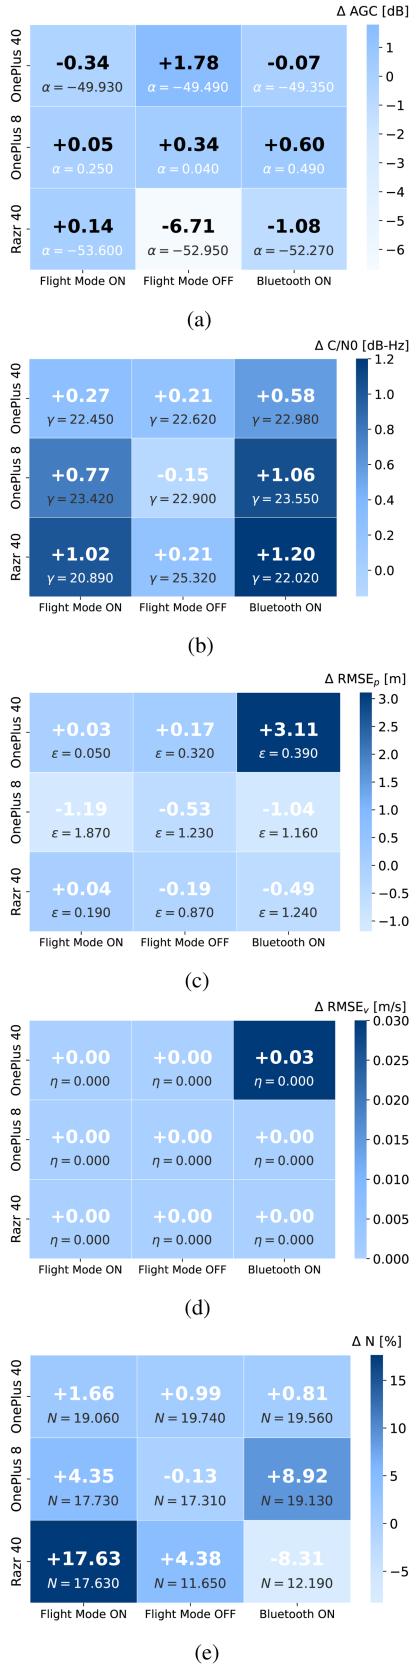 Δ AGC [dB]
OnePlus 40
-0.34
α = −49.930
+1.78
α = −49.490
-0.07
α = −49.350
OnePlus 8
+0.05
α = 0.250
+0.34
α = 0.040
+0.60
α = 0.490
Razr 40
+0.14
α = −53.600
-6.71
α = −52.950
-1.08
α = −52.270
Flight Mode ON
Flight Mode OFF
Bluetooth ON
1
0
−1
−2
−3
−4
−5
−6
(a)
Δ C/N0 [dB-Hz]
OnePlus 40
+0.27
γ = 22.450
+0.21
γ = 22.620
+0.58
γ = 22.980
OnePlus 8
+0.77
γ = 23.420
-0.15
γ = 22.900
+1.06
γ = 23.550
Razr 40
+1.02
γ = 20.890
+0.21
γ = 25.320
+1.20
γ = 22.020
Flight Mode ON
Flight Mode OFF
Bluetooth ON
1.2
1.0
0.8
0.6
0.4
0.2
0.0
(b)
Δ RMSEₚ [m]
OnePlus 40
+0.03
ε = 0.050
+0.17
ε = 0.320
+3.11
ε = 0.390
OnePlus 8
-1.19
ε = 1.870
-0.53
ε = 1.230
-1.04
ε = 1.160
Razr 40
+0.04
ε = 0.190
-0.19
ε = 0.870
-0.49
ε = 1.240
Flight Mode ON
Flight Mode OFF
Bluetooth ON
3.0
2.5
2.0
1.5
1.0
0.5
0.0
−0.5
−1.0
(c)
Δ RMSEᵥ [m/s]
OnePlus 40
+0.00
η = 0.000
+0.00
η = 0.000
+0.03
η = 0.000
OnePlus 8
+0.00
η = 0.000
+0.00
η = 0.000
+0.00
η = 0.000
Razr 40
+0.00
η = 0.000
+0.00
η = 0.000
+0.00
η = 0.000
Flight Mode ON
Flight Mode OFF
Bluetooth ON
0.030
0.025
0.020
0.015
0.010
0.005
0.000
(d)
Δ N [%]
OnePlus 40
+1.66
N = 19.060
+0.99
N = 19.740
+0.81
N = 19.560
OnePlus 8
+4.35
N = 17.730
-0.13
N = 17.310
+8.92
N = 19.130
Razr 40
+17.63
N = 17.630
+4.38
N = 11.650
-8.31
N = 12.190
Flight Mode ON
Flight Mode OFF
Bluetooth ON
15
10
5
0
−5
(e)